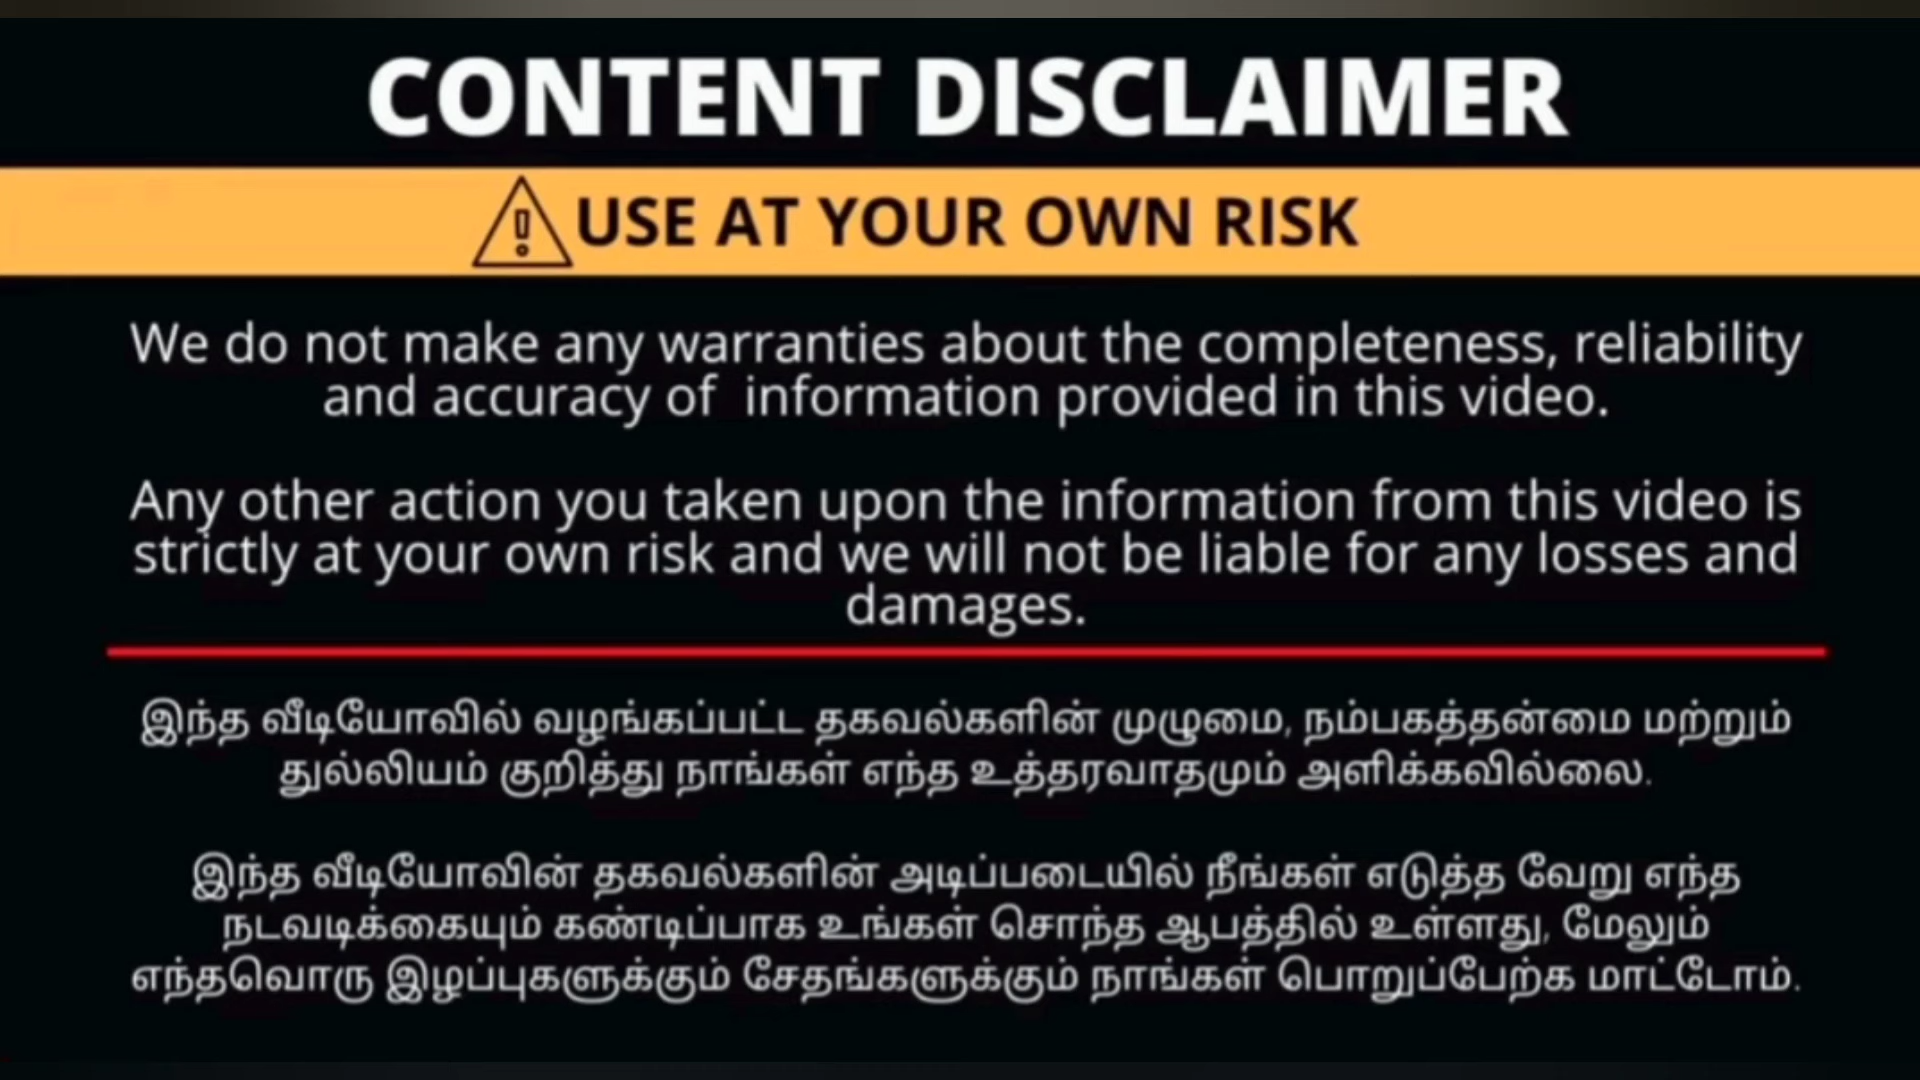 CONTENT DISCLAIMER
USE AT YOUR OWN RISK
We do not make any warranties about the completeness, reliability
and accuracy of  information provided in this video.
Any other action you taken upon the information from this video is
strictly at your own risk and we will not be liable for any losses and
damages.
இந்த வீடியோவில் வழங்கப்பட்ட தகவல்களின் முழுமை, நம்பகத்தன்மை மற்றும்
துல்லியம் குறித்து நாங்கள் எந்த உத்தரவாதமும் அளிக்கவில்லை.
இந்த வீடியோவின் தகவல்களின் அடிப்படையில் நீங்கள் எடுத்த வேறு எந்த
நடவடிக்கையும் கண்டிப்பாக உங்கள் சொந்த ஆபத்தில் உள்ளது, மேலும்
எந்தவொரு இழப்புகளுக்கும் சேதங்களுக்கும் நாங்கள் பொறுப்பேற்க மாட்டோம்.